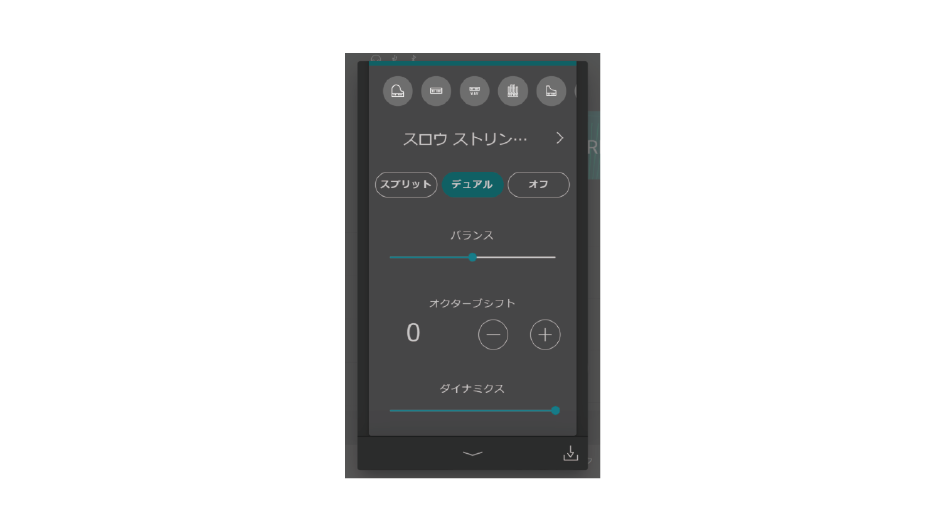 スロウ ストリン…
スプリット デュアル オフ
バランス
オクターブシフト
0
ダイナミクス
R